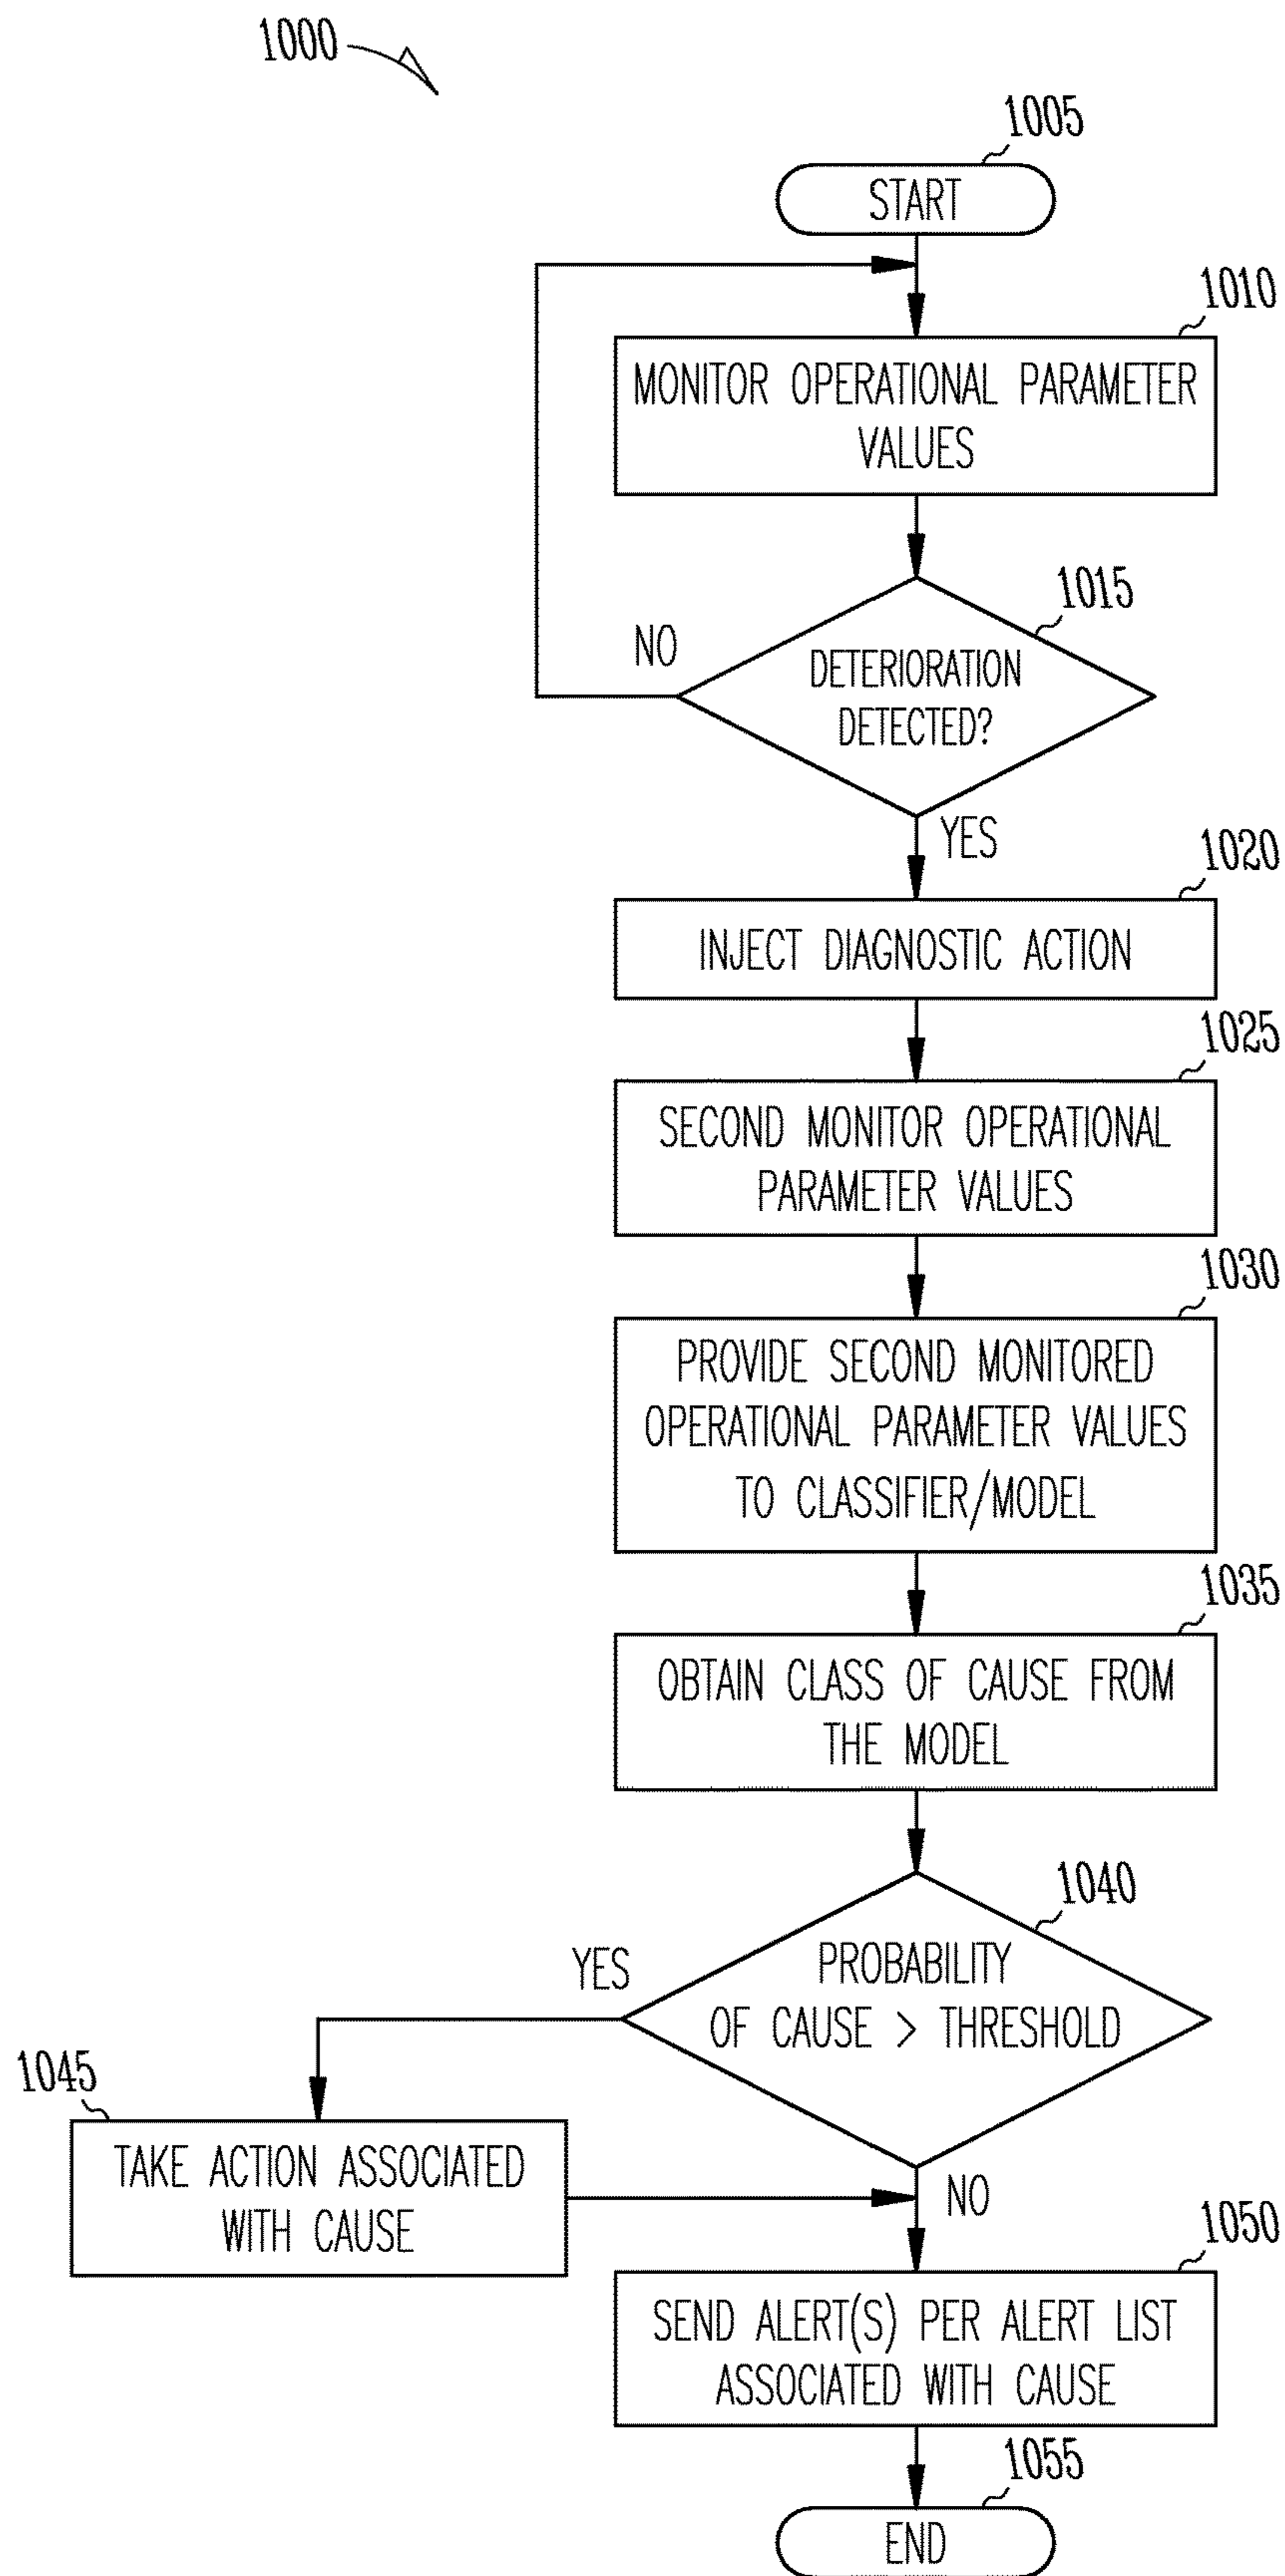 1000
1005
START
1010
MONITOR OPERATIONAL PARAMETER
VALUES
1015
NO
DETERIORATION
DETECTED?
YES
1020
INJECT DIAGNOSTIC ACTION
1025
SECOND MONITOR OPERATIONAL
PARAMETER VALUES
1030
PROVIDE SECOND MONITORED
OPERATIONAL PARAMETER VALUES
TO CLASSIFIER/MODEL
1035
OBTAIN CLASS OF CAUSE FROM
THE MODEL
1040
YES
PROBABILITY
OF CAUSE > THRESHOLD
1045
TAKE ACTION ASSOCIATED
WITH CAUSE
NO
1050
SEND ALERT(S) PER ALERT LIST
ASSOCIATED WITH CAUSE
1055
END